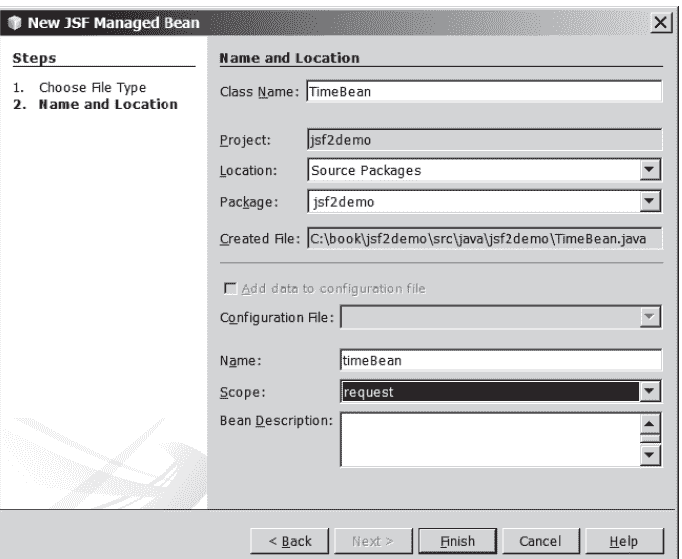 New JSF Managed Bean
Steps
1. Choose File Type
2. Name and Location
Name and Location
Class Name: TimeBean
Project: jsf2demo
Location: Source Packages
Package: jsf2demo
Created File: C:\book\jsf2demo\src\java\jsf2demo\TimeBean.java
Add data to configuration file
Configuration File:
Name: timeBean
Scope: request
Bean Description:
< Back Next > Finish Cancel Help